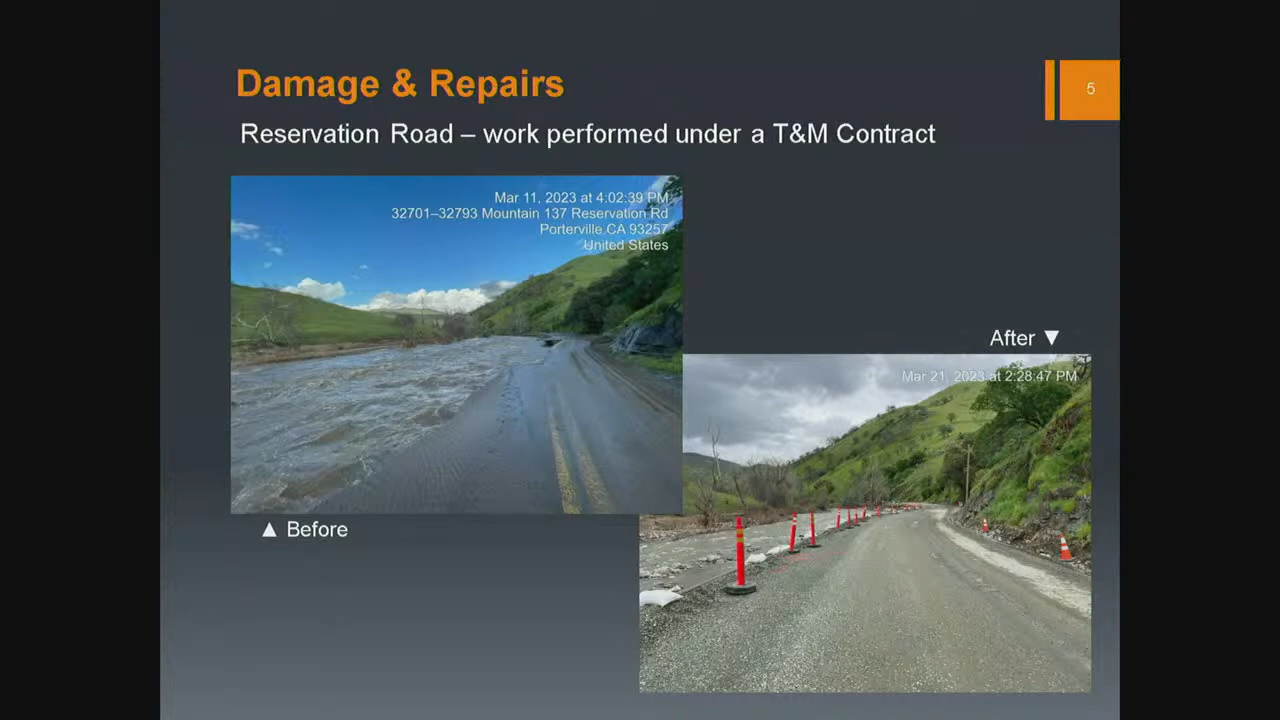 Damage & Repairs
5
Reservation Road – work performed under a T&M Contract
Mar 11, 2023 at 4:02:39 PM
32701–32793 Mountain 137 Reservation Rd
Porterville CA 93257
United States
After ▼
Mar 21, 2023 at 2:28:47 PM
▲ Before